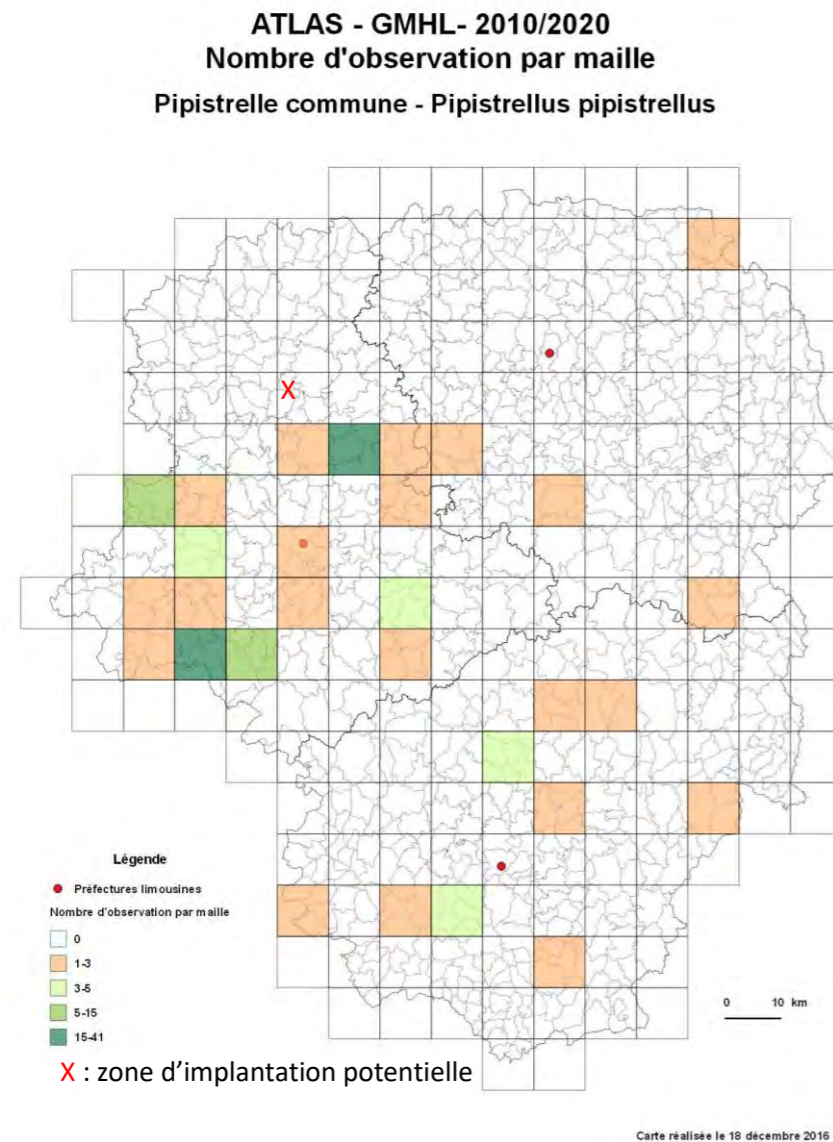 ATLAS - GMHL- 2010/2020
Nombre d'observation par maille
Pipistrelle commune - Pipistrellus pipistrellus
X
Légende
Préfectures limousines
Nombre d'observation par maille
0
1-3
3-5
5-15
15-41
0 10 km
X : zone d'implantation potentielle
Carte réalisée le 18 décembre 2016